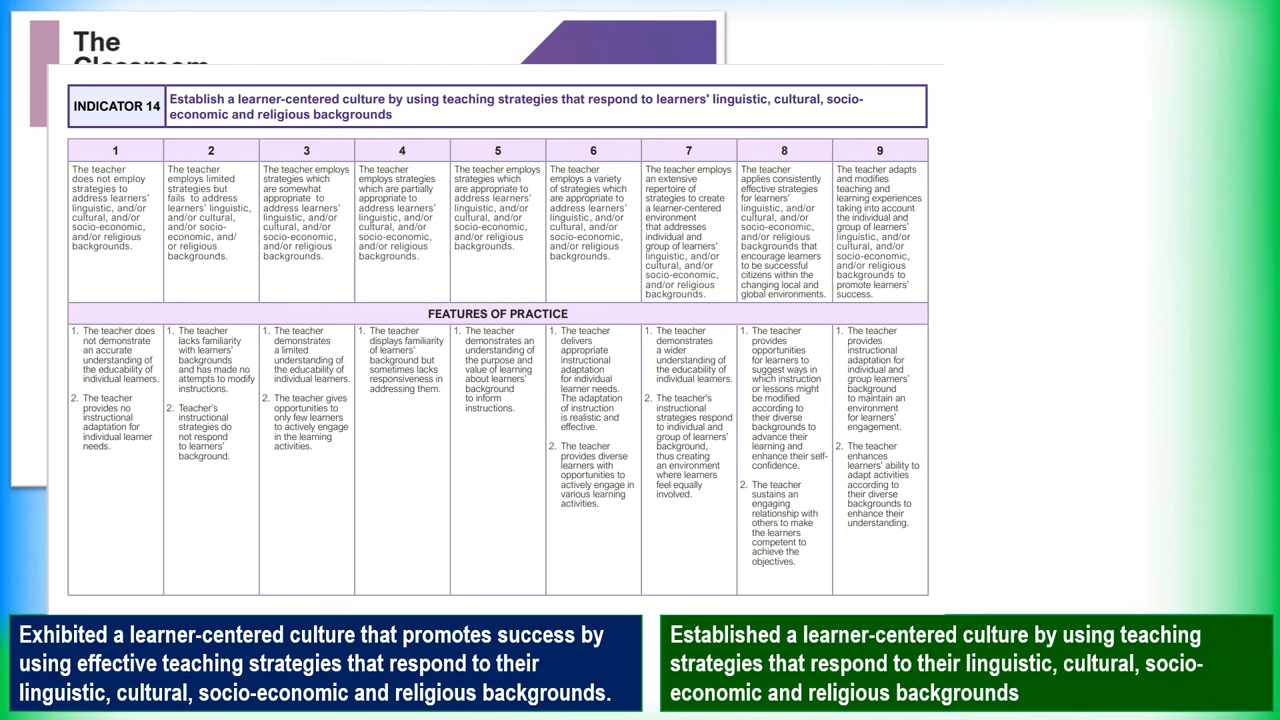 The
Classroom
INDICATOR 14
Establish a learner-centered culture by using teaching strategies that respond to learners' linguistic, cultural, socio-
economic and religious backgrounds
1
2
3
4
5
6
7
8
9
The teacher
does not employ
strategies to
address learners'
linguistic, and/or
cultural, and/or
socio-economic,
and/or religious
backgrounds.
The teacher
employs limited
strategies but
fails to address
learners' linguistic,
and/or cultural,
and/or socio-
economic, and/
or religious
backgrounds.
The teacher employs
strategies which
are somewhat
appropriate to
address learners'
linguistic, and/or
cultural, and/or
socio-economic,
and/or religious
backgrounds.
The teacher
employs strategies
which are partially
appropriate to
address learners'
linguistic, and/or
cultural, and/or
socio-economic,
and/or religious
backgrounds.
The teacher employs
strategies which
are appropriate to
address learners'
linguistic, and/or
cultural, and/or
socio-economic,
and/or religious
backgrounds.
The teacher
employs a variety
of strategies which
are appropriate to
address learners'
linguistic, and/or
cultural, and/or
socio-economic,
and/or religious
backgrounds.
The teacher employs
an extensive
repertoire of
strategies to create
a learner-centered
environment
that addresses
individual and
group of learners'
linguistic, and/or
cultural, and/or
socio-economic,
and/or religious
backgrounds.
The teacher
applies consistently
effective strategies
for learners'
linguistic, and/or
cultural, and/or
socio-economic,
and/or religious
backgrounds that
encourage learners
to be successful
citizens within the
changing local and
global environments.
The teacher adapts
and modifies
teaching and
learning experiences
taking into account
the individual and
group of learners'
linguistic, and/or
cultural, and/or
socio-economic,
and/or religious
backgrounds to
promote learners'
success.
FEATURES OF PRACTICE
1. The teacher does
not demonstrate
an accurate
understanding of
the educability of
individual learners.
2. The teacher
provides no
instructional
adaptation for
individual learner
needs.
1. The teacher
lacks familiarity
with learners'
backgrounds
and has made no
attempts to modify
instructions.
2. Teacher's
instructional
strategies do
not respond
to learners'
background.
1. The teacher
demonstrates
a limited
understanding of
the educability of
individual learners.
2. The teacher gives
opportunities to
only few learners
to actively engage
in the learning
activities.
1. The teacher
displays familiarity
of learners'
background but
sometimes lacks
responsiveness in
addressing them.
1. The teacher
demonstrates an
understanding of
the purpose and
value of learning
about learners'
background
to inform
instructions.
1. The teacher
delivers
appropriate
instructional
adaptation
for individual
learner needs.
The adaptation
of instruction
is realistic and
effective.
2. The teacher
provides diverse
learners with
opportunities to
actively engage in
various learning
activities.
1. The teacher
demonstrates
a wider
understanding of
the educability of
individual learners.
2. The teacher's
instructional
strategies respond
to individual and
group of learners'
background,
thus creating
an environment
where learners
feel equally
involved.
1. The teacher
provides
opportunities
for learners to
suggest ways in
which instruction
or lessons might
be modified
according to
their diverse
backgrounds to
advance their
learning and
enhance their self-
confidence.
2. The teacher
sustains an
engaging
relationship with
others to make
the learners
competent to
achieve the
objectives.
1. The teacher
provides
instructional
adaptation for
individual and
group learners'
background
to maintain an
environment
for learners'
engagement.
2. The teacher
enhances
learners' ability to
adapt activities
according to
their diverse
backgrounds to
enhance their
understanding.
Exhibited a learner-centered culture that promotes success by
using effective teaching strategies that respond to their
linguistic, cultural, socio-economic and religious backgrounds.
Established a learner-centered culture by using teaching
strategies that respond to their linguistic, cultural, socio-
economic and religious backgrounds